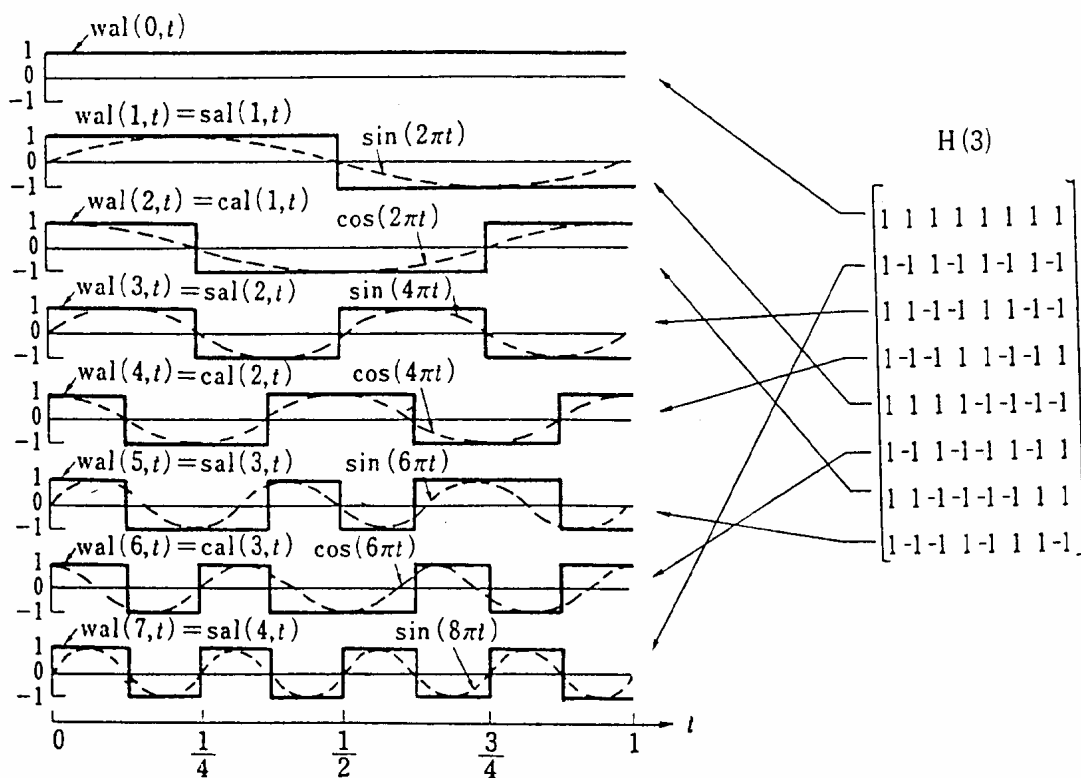 wal(0,t)
1
0
-1
wal(1,t)=sal(1,t)
sin(2πt)
1
0
-1
wal(2,t)=cal(1,t)
cos(2πt)
1
0
-1
wal(3,t)=sal(2,t)
sin(4πt)
1
0
-1
wal(4,t)=cal(2,t)
cos(4πt)
1
0
-1
wal(5,t)=sal(3,t)
sin(6πt)
1
0
-1
wal(6,t)=cal(3,t)
cos(6πt)
1
0
-1
wal(7,t)=sal(4,t)
sin(8πt)
1
0
-1
0 1/4 1/2 3/4 1 t
H(3)
1 1 1 1 1 1 1 1
1-1 1-1 1-1 1-1
1 1-1-1 1 1-1-1
1-1-1 1 1-1-1 1
1 1 1 1-1-1-1-1
1-1 1-1-1 1-1 1
1 1-1-1-1-1 1 1
1-1-1 1-1 1 1-1